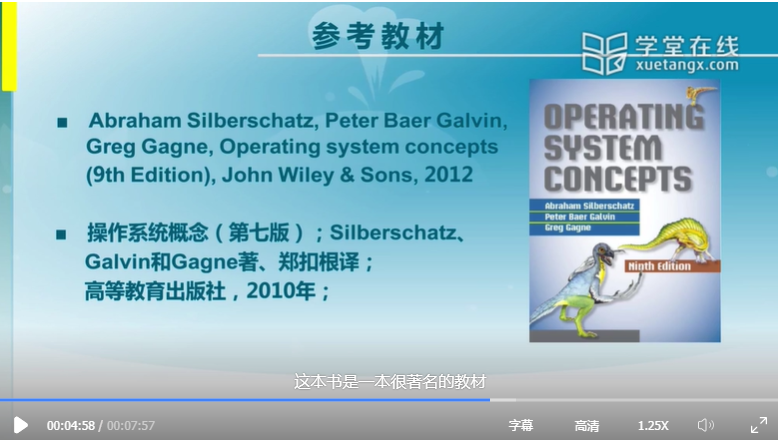 参考教材
学堂在线
xuetangx.com
■ Abraham Silberschatz, Peter Baer Galvin,
Greg Gagne, Operating system concepts
(9th Edition), John Wiley & Sons, 2012
■ 操作系统概念（第七版）；Silberschatz、
Galvin和Gagne著、郑扣根译；
高等教育出版社，2010年；
OPERATING
SYSTEM
CONCEPTS
Abraham Silberschatz
Peter Baer Galvin
Greg Gagne
Ninth Edition
这本书是一本很著名的教材
00:04:58 / 00:07:57
字幕
高清
1.25X